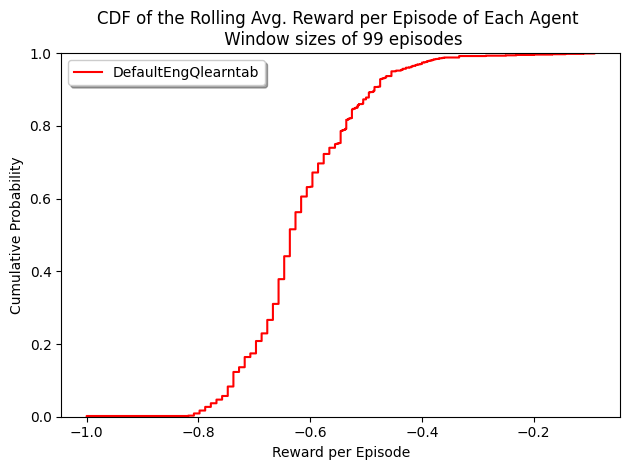 CDF of the Rolling Avg. Reward per Episode of Each Agent
Window sizes of 99 episodes
DefaultEngQlearntab
Cumulative Probability
1.0
0.8
0.6
0.4
0.2
0.0
−1.0 −0.8 −0.6 −0.4 −0.2
Reward per Episode